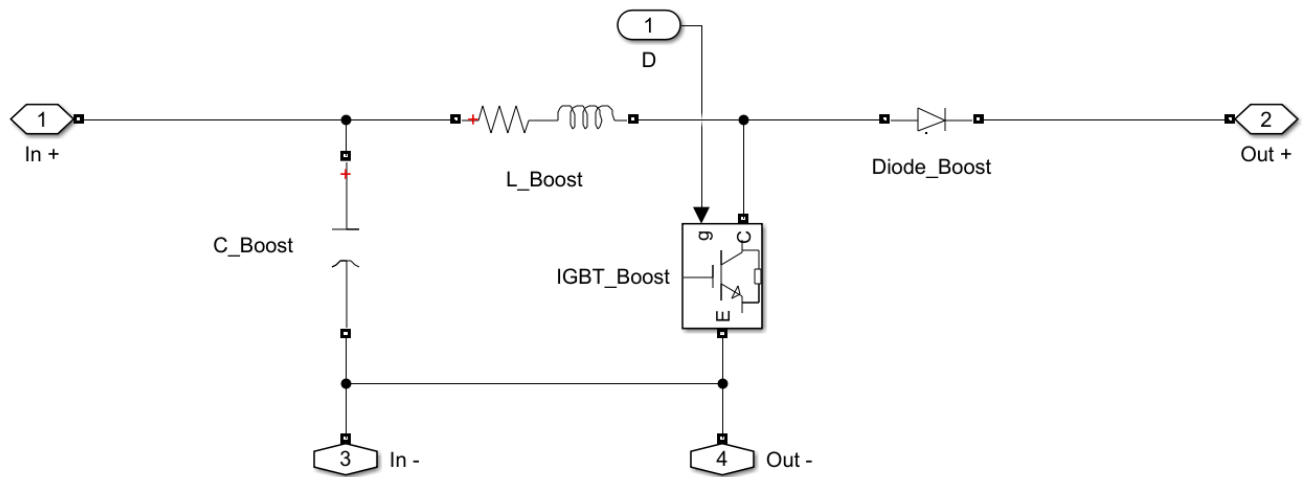 1
D
1
In +
+
L_Boost
Diode_Boost
2
Out +
+
C_Boost
g
C
IGBT_Boost
E
3
In -
4
Out -